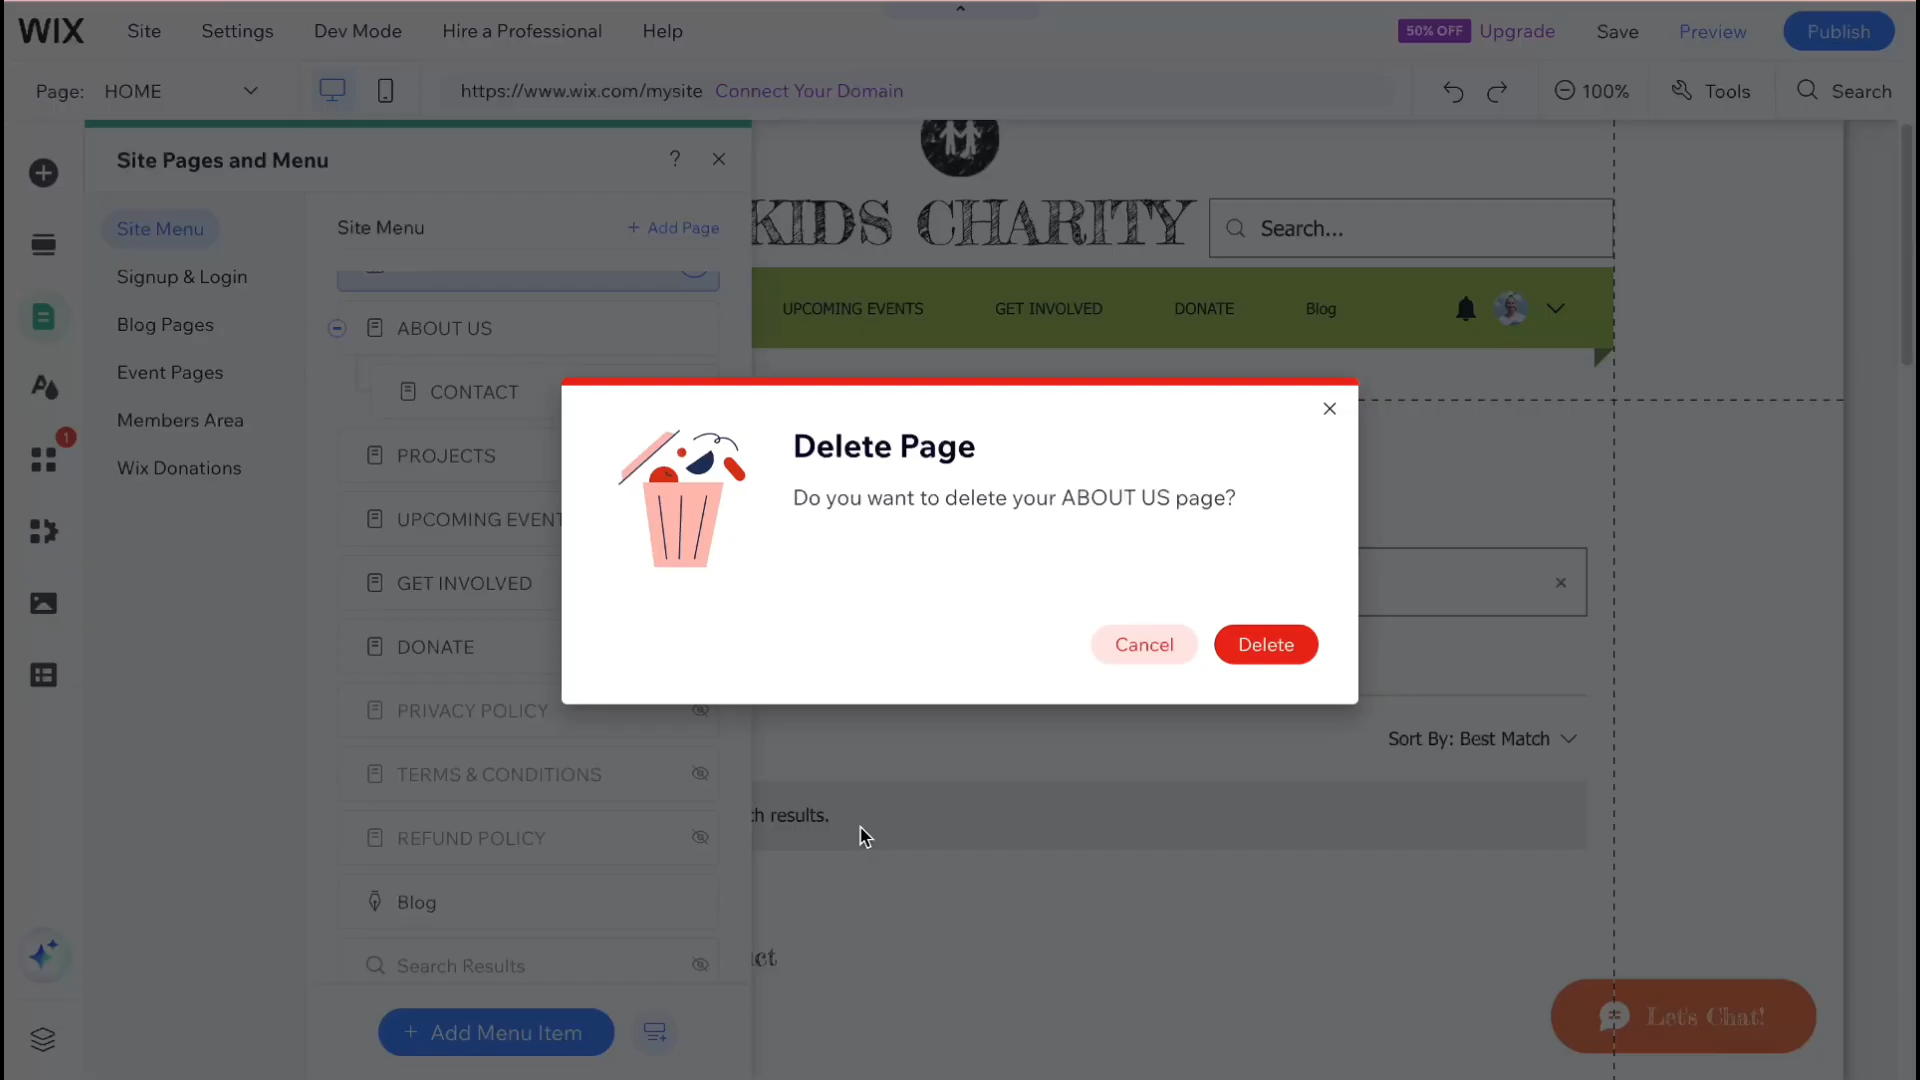 WIX Site Settings Dev Mode Hire a Professional Help 50% OFF Upgrade Save Preview Publish
Page: HOME https://www.wix.com/mysite Connect Your Domain 100% Tools Search
Site Pages and Menu ?
Site Menu
Signup & Login
Blog Pages
Event Pages
Members Area
Wix Donations
1
Site Menu + Add Page
ABOUT US
CONTACT
PROJECTS
UPCOMING EVENT
GET INVOLVED
DONATE
PRIVACY POLICY
TERMS & CONDITIONS
REFUND POLICY
Blog
Search Results
+ Add Menu Item
KIDS CHARITY
Search...
UPCOMING EVENTS GET INVOLVED DONATE Blog
Delete Page
Do you want to delete your ABOUT US page?
Cancel Delete
Sort By: Best Match
ch results.
Let's Chat!